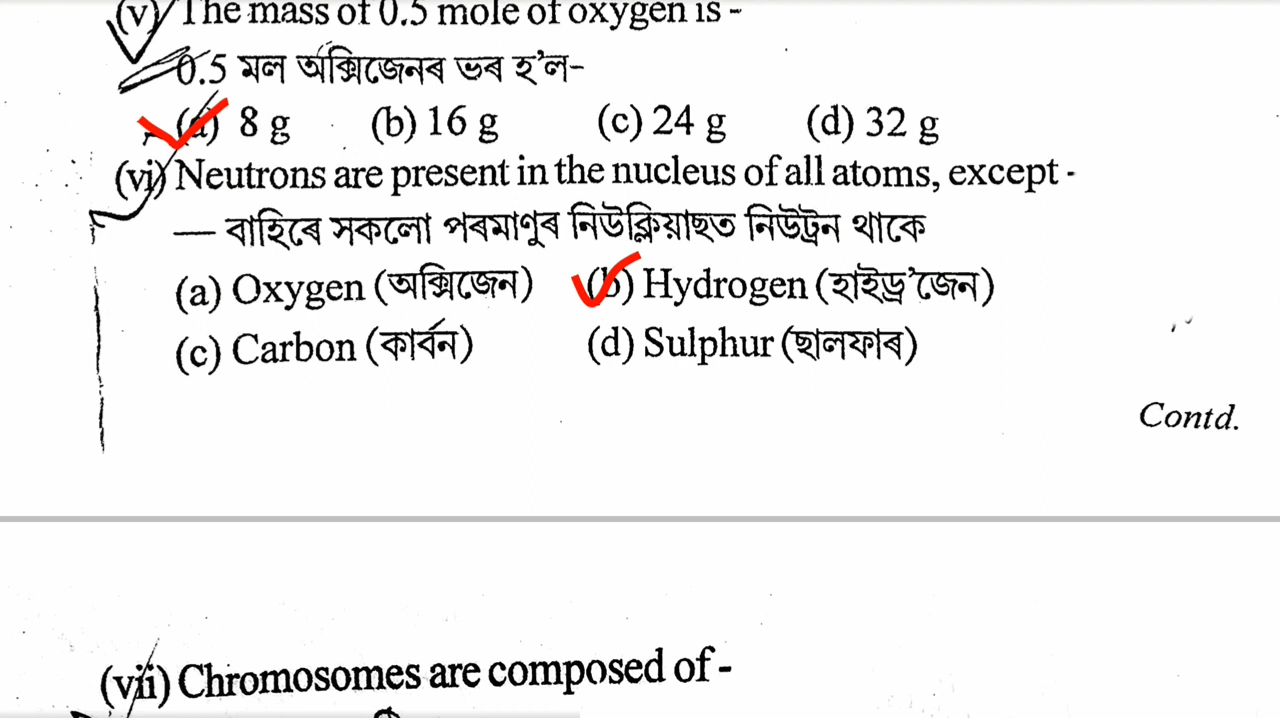 (v) The mass of 0.5 mole of oxygen is -
0.5 মল অক্সিজেনৰ ভৰ হ'ল-
(a) 8 g (b) 16 g (c) 24 g (d) 32 g
(vi) Neutrons are present in the nucleus of all atoms, except -
— বাহিৰে সকলো পৰমাণুৰ নিউক্লিয়াছত নিউট্ৰন থাকে
(a) Oxygen (অক্সিজেন) (b) Hydrogen (হাইড্ৰ'জেন)
(c) Carbon (কাৰ্বন) (d) Sulphur (ছালফাৰ)
Contd.
(vii) Chromosomes are composed of -